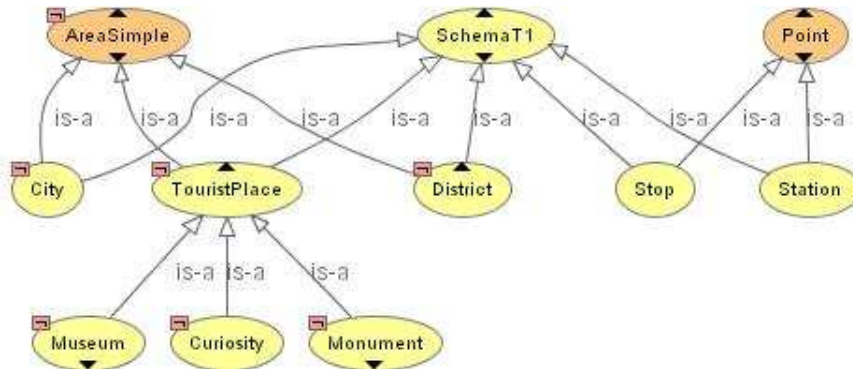 AreaSimple SchemaT1 Point
is-a is-a is-a is-a is-a is-a is-a is-a is-a
City TouristPlace District Stop Station
is-a is-a is-a
Museum Curiosity Monument